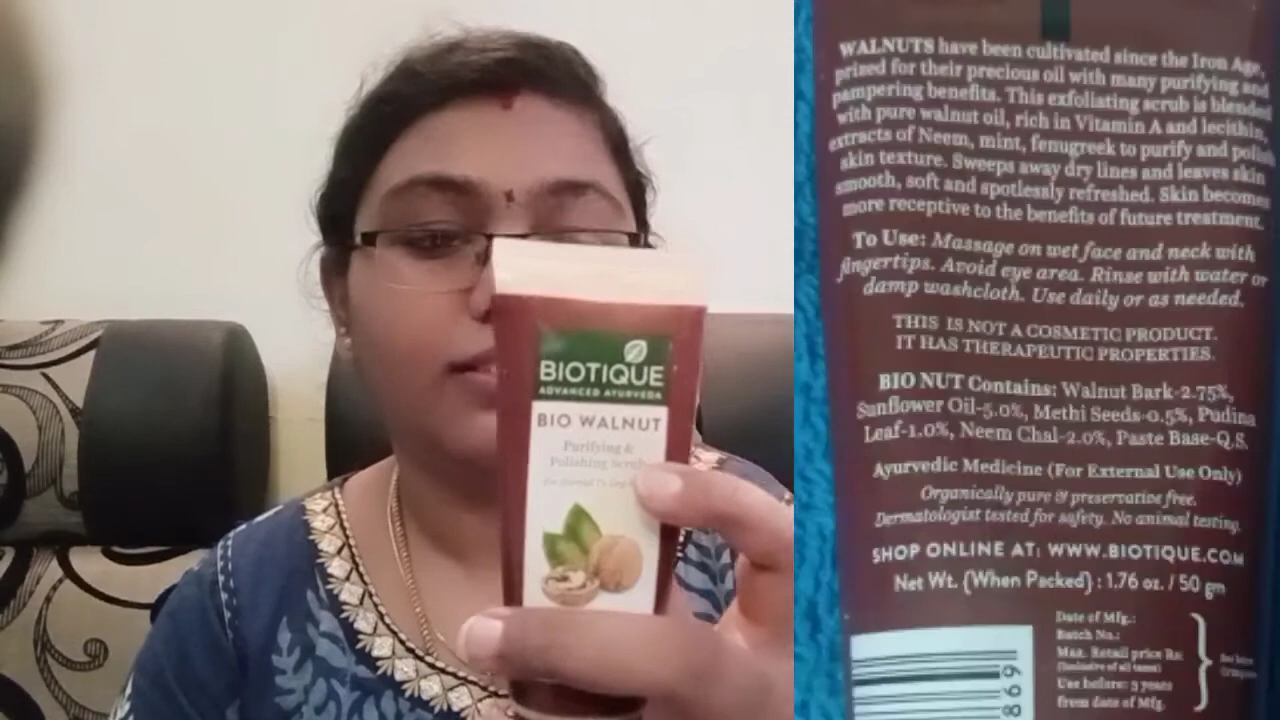 BIOTIQUE
ADVANCED AYURVEDA
BIO WALNUT
Purifying &
Polishing Scrub
WALNUTS have been cultivated since the Iron Age,
prized for their precious oil with many purifying and
pampering benefits. This exfoliating scrub is blended
with pure walnut oil, rich in Vitamin A and lecithin,
extracts of Neem, mint, fenugreek to purify and polish
skin texture. Sweeps away dry lines and leaves skin
smooth, soft and spotlessly refreshed. Skin becomes
more receptive to the benefits of future treatment.
To Use: Massage on wet face and neck with
fingertips. Avoid eye area. Rinse with water or
damp washcloth. Use daily or as needed.
THIS IS NOT A COSMETIC PRODUCT.
IT HAS THERAPEUTIC PROPERTIES.
BIO NUT Contains: Walnut Bark-2.75%,
Sunflower Oil-5.0%, Methi Seeds-0.5%, Pudina
Leaf-1.0%, Neem Chal-2.0%, Paste Base-Q.S.
Ayurvedic Medicine (For External Use Only)
Organically pure & preservative free.
Dermatologist tested for safety. No animal testing.
SHOP ONLINE AT: WWW.BIOTIQUE.COM
Net Wt. (When Packed) : 1.76 oz. / 50 gm
Date of Mfg.:
Batch No.:
Max. Retail price Rs:
(Inclusive of all taxes)
Use before: 3 years
from date of Mfg.
698